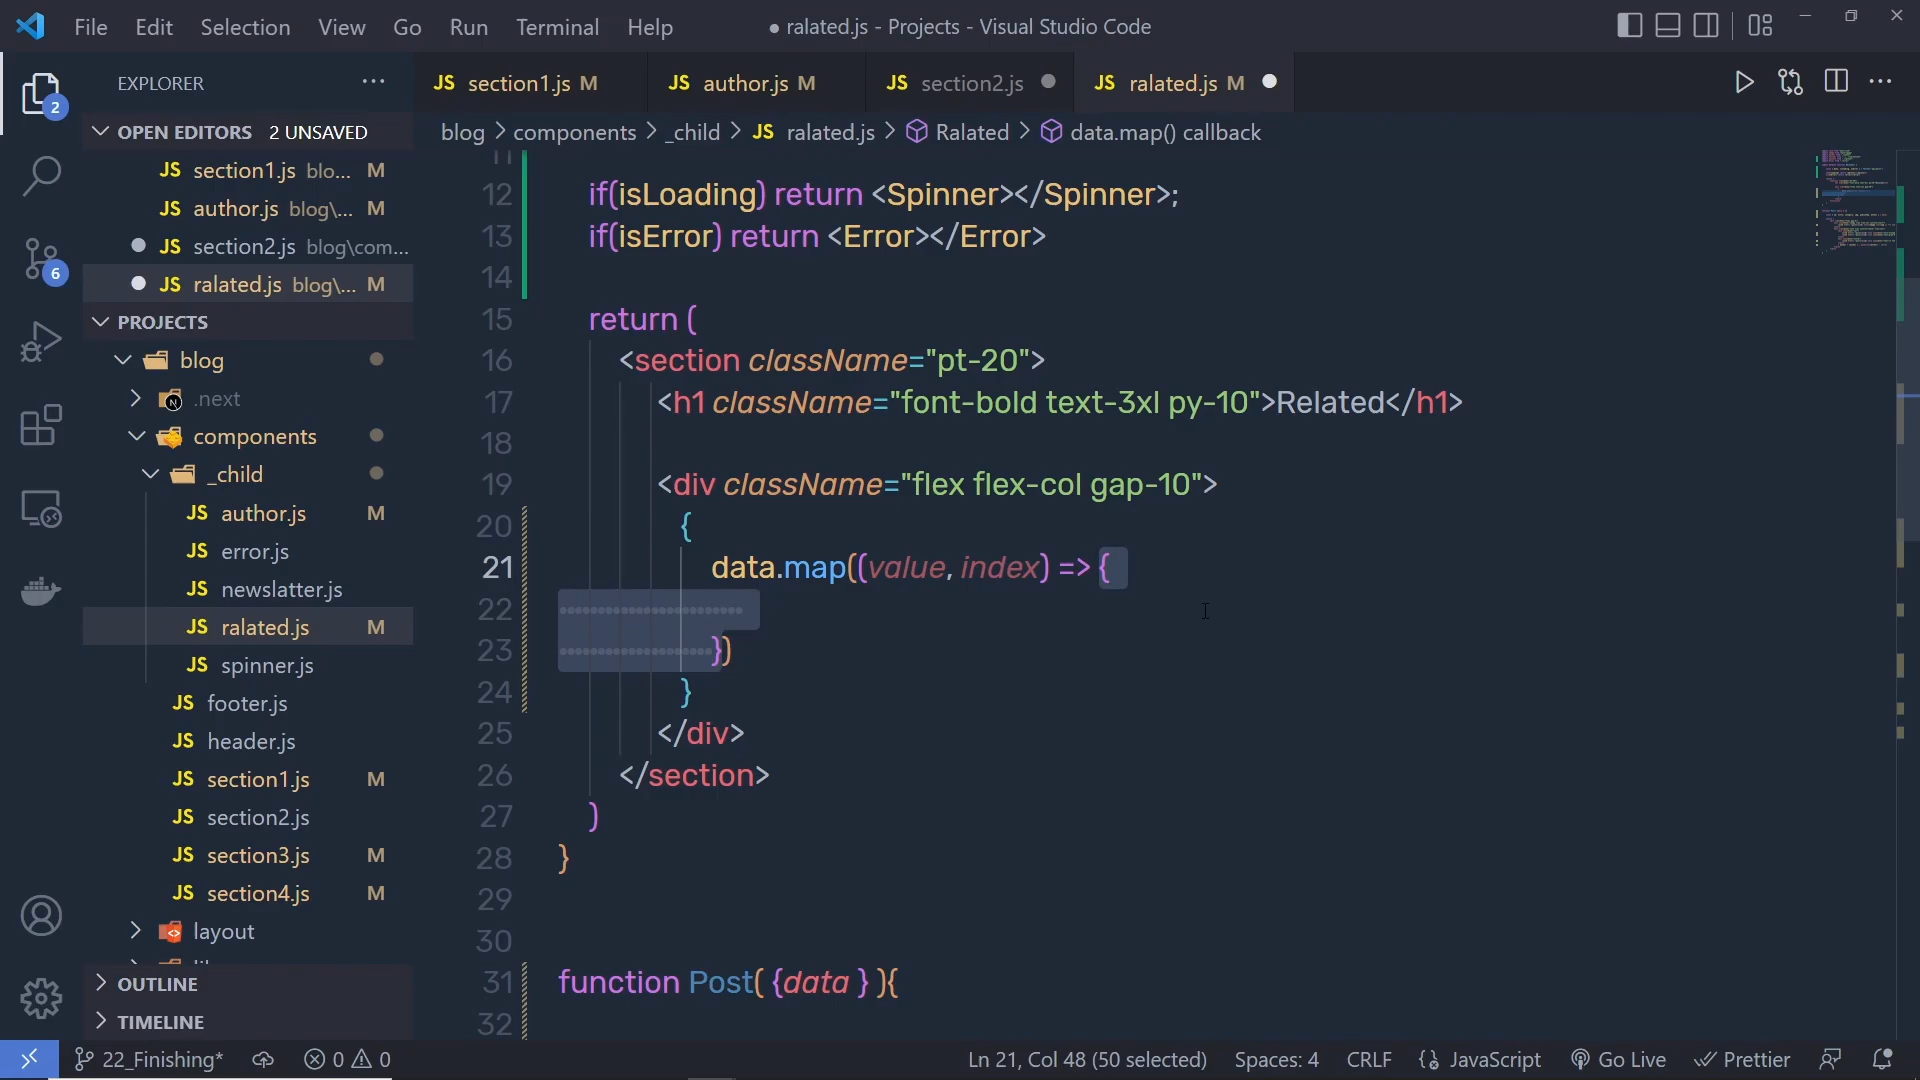 File Edit Selection View Go Run Terminal Help
● ralated.js - Projects - Visual Studio Code
2
6
EXPLORER
OPEN EDITORS 2 UNSAVED
JS section1.js blo... M
JS author.js blog\... M
JS section2.js blog\com...
JS ralated.js blog\... M
PROJECTS
blog
.next
components
_child
JS author.js M
JS error.js
JS newslatter.js
JS ralated.js M
JS spinner.js
JS footer.js
JS header.js
JS section1.js M
JS section2.js
JS section3.js M
JS section4.js M
layout
OUTLINE
TIMELINE
JS section1.js M JS author.js M JS section2.js JS ralated.js M
blog > components > _child > JS ralated.js > Ralated > data.map() callback
11
12 if(isLoading) return <Spinner></Spinner>;
13 if(isError) return <Error></Error>
14
15 return (
16 <section className="pt-20">
17 <h1 className="font-bold text-3xl py-10">Related</h1>
18
19 <div className="flex flex-col gap-10">
20 {
21 data.map((value, index) => {
22
23 })
24 }
25 </div>
26 </section>
27 )
28 }
29
30
31 function Post( {data } ){
32
22_Finishing* 0 0 Ln 21, Col 48 (50 selected) Spaces: 4 CRLF JavaScript Go Live Prettier